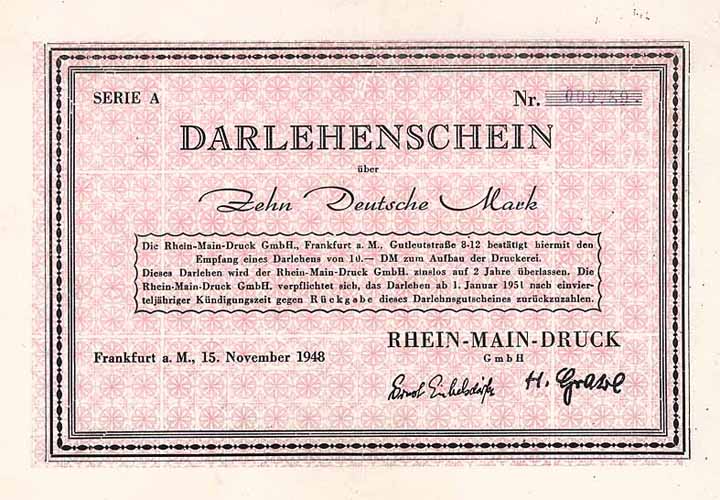 SERIE A
Nr.
DARLEHENSCHEIN
über
Zehn Deutsche Mark
Die Rhein-Main-Druck GmbH., Frankfurt a. M., Gutleutstraße 8-12 bestätigt hiermit den
Empfang eines Darlehens von 10.— DM zum Aufbau der Druckerei.
Dieses Darlehen wird der Rhein-Main-Druck GmbH. zinslos auf 2 Jahre überlassen. Die
Rhein-Main-Druck GmbH. verpflichtet sich, das Darlehen ab 1. Januar 1951 nach einvier-
teljähriger Kündigungszeit gegen Rückgabe dieses Darlehnsgutscheines zurückzuzahlen.
RHEIN-MAIN-DRUCK
GmbH
Frankfurt a. M., 15. November 1948
Ernst
H.